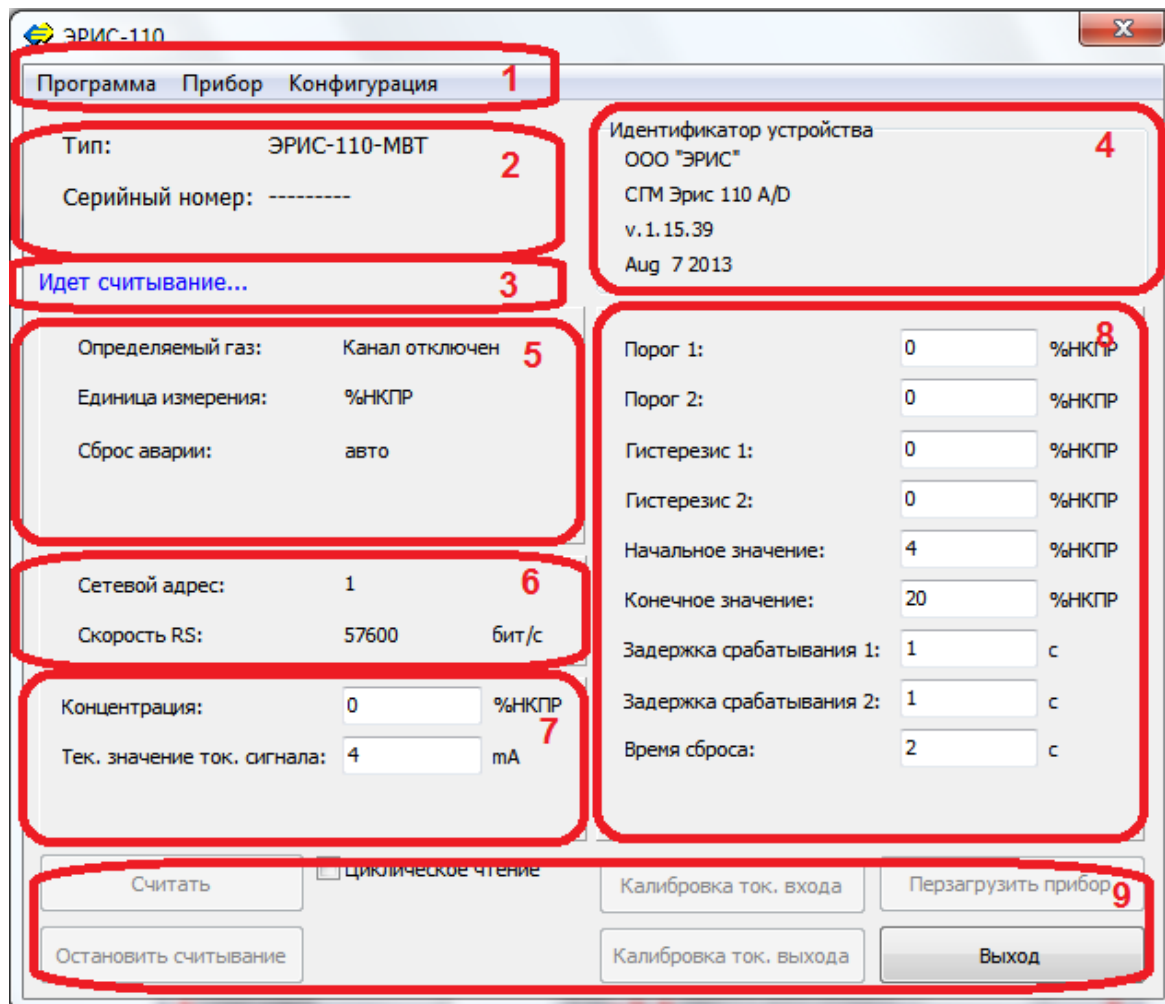 ЭРИС-110
x
Программа Прибор Конфигурация 1
Тип: ЭРИС-110-МВТ 2
Серийный номер: ---------
Идентификатор устройства 4
ООО "ЭРИС"
СГМ Эрис 110 A/D
v.1.15.39
Aug 7 2013
Идет считывание... 3
Определяемый газ: Канал отключен 5
Единица измерения: %НКПР
Сброс аварии: авто
Сетевой адрес: 1 6
Скорость RS: 57600 бит/с
Концентрация: 0 %НКПР 7
Тек. значение ток. сигнала: 4 mA
8
Порог 1: 0 %НКПР
Порог 2: 0 %НКПР
Гистерезис 1: 0 %НКПР
Гистерезис 2: 0 %НКПР
Начальное значение: 4 %НКПР
Конечное значение: 20 %НКПР
Задержка срабатывания 1: 1 с
Задержка срабатывания 2: 1 с
Время сброса: 2 с
Считать Циклическое чтение Калибровка ток. входа Перзагрузить прибор 9
Остановить считывание Калибровка ток. выхода Выход